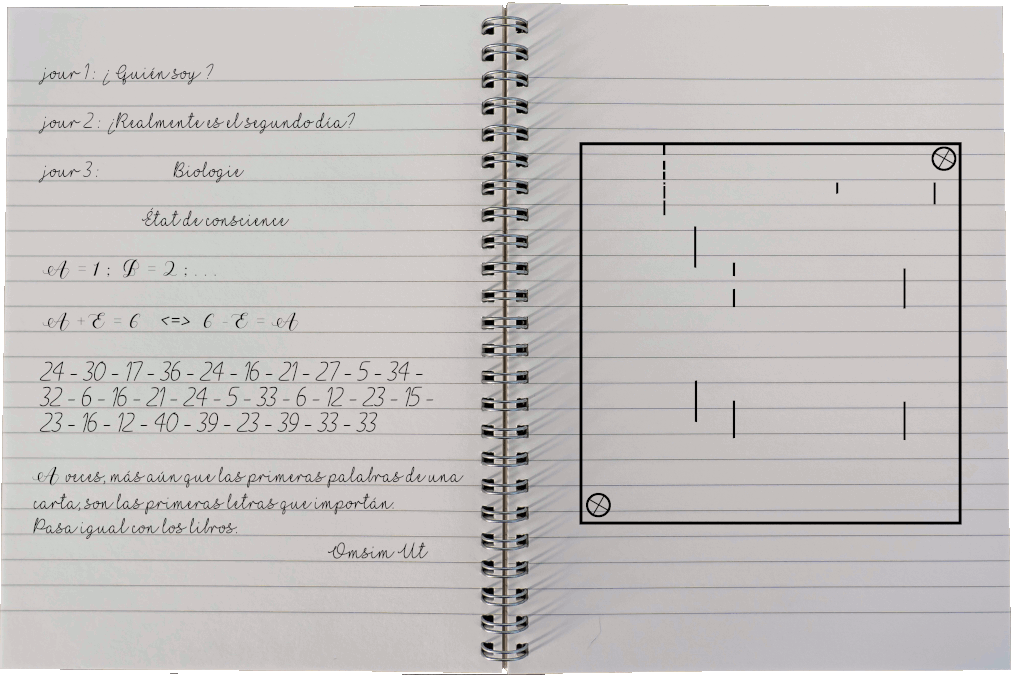 jour 1 : ¿ Quién soy ?
jour 2 : ¿Realmente es el segundo día?
jour 3 : Biologie
État de conscience
A = 1 ; B = 2 ; . . .
A + E = 6 <=> 6 - E = A
24 - 30 - 17 - 36 - 24 - 16 - 21 - 27 - 5 - 34 -
32 - 6 - 16 - 21 - 24 - 5 - 33 - 6 - 12 - 23 - 15 -
23 - 16 - 12 - 40 - 39 - 23 - 39 - 33 - 33
A veces, más aún que las primeras palabras de una
carta, son las primeras letras que importán.
Pasa igual con los libros.
Omsim Ut